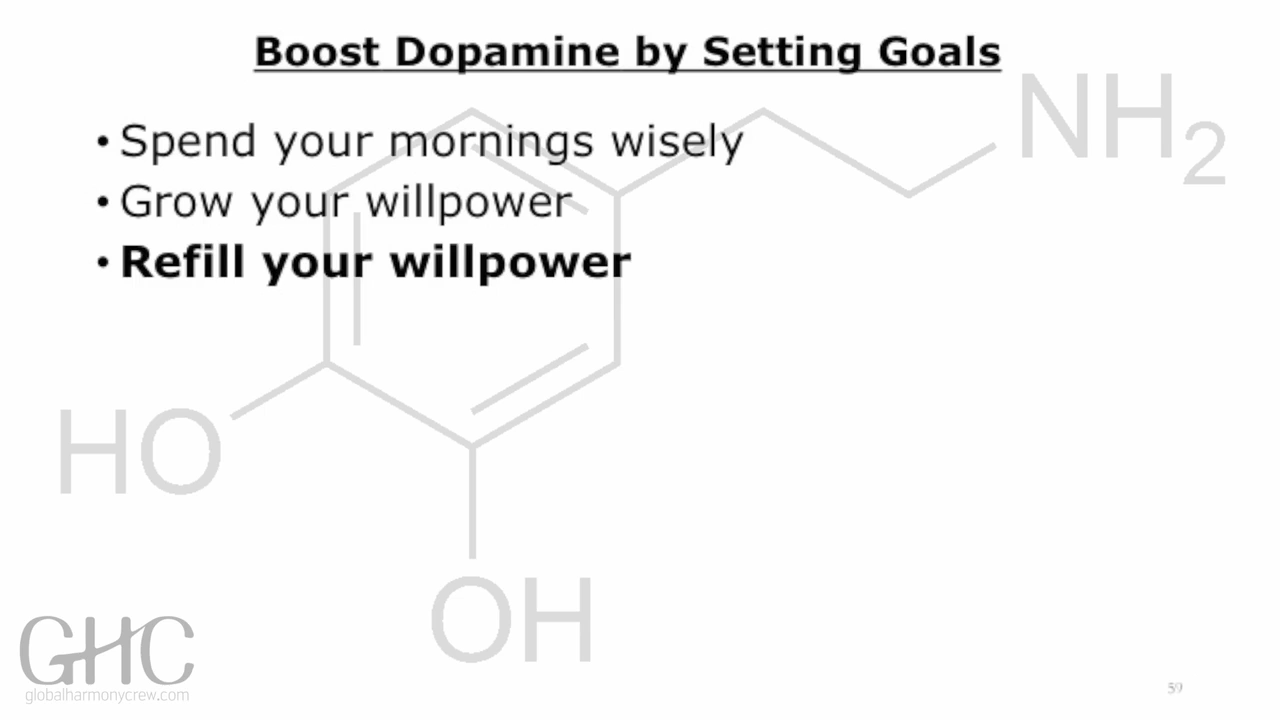 Boost Dopamine by Setting Goals
• Spend your mornings wisely
• Grow your willpower
• Refill your willpower
NH2
HO
OH
GHC
globalharmonycrew.com